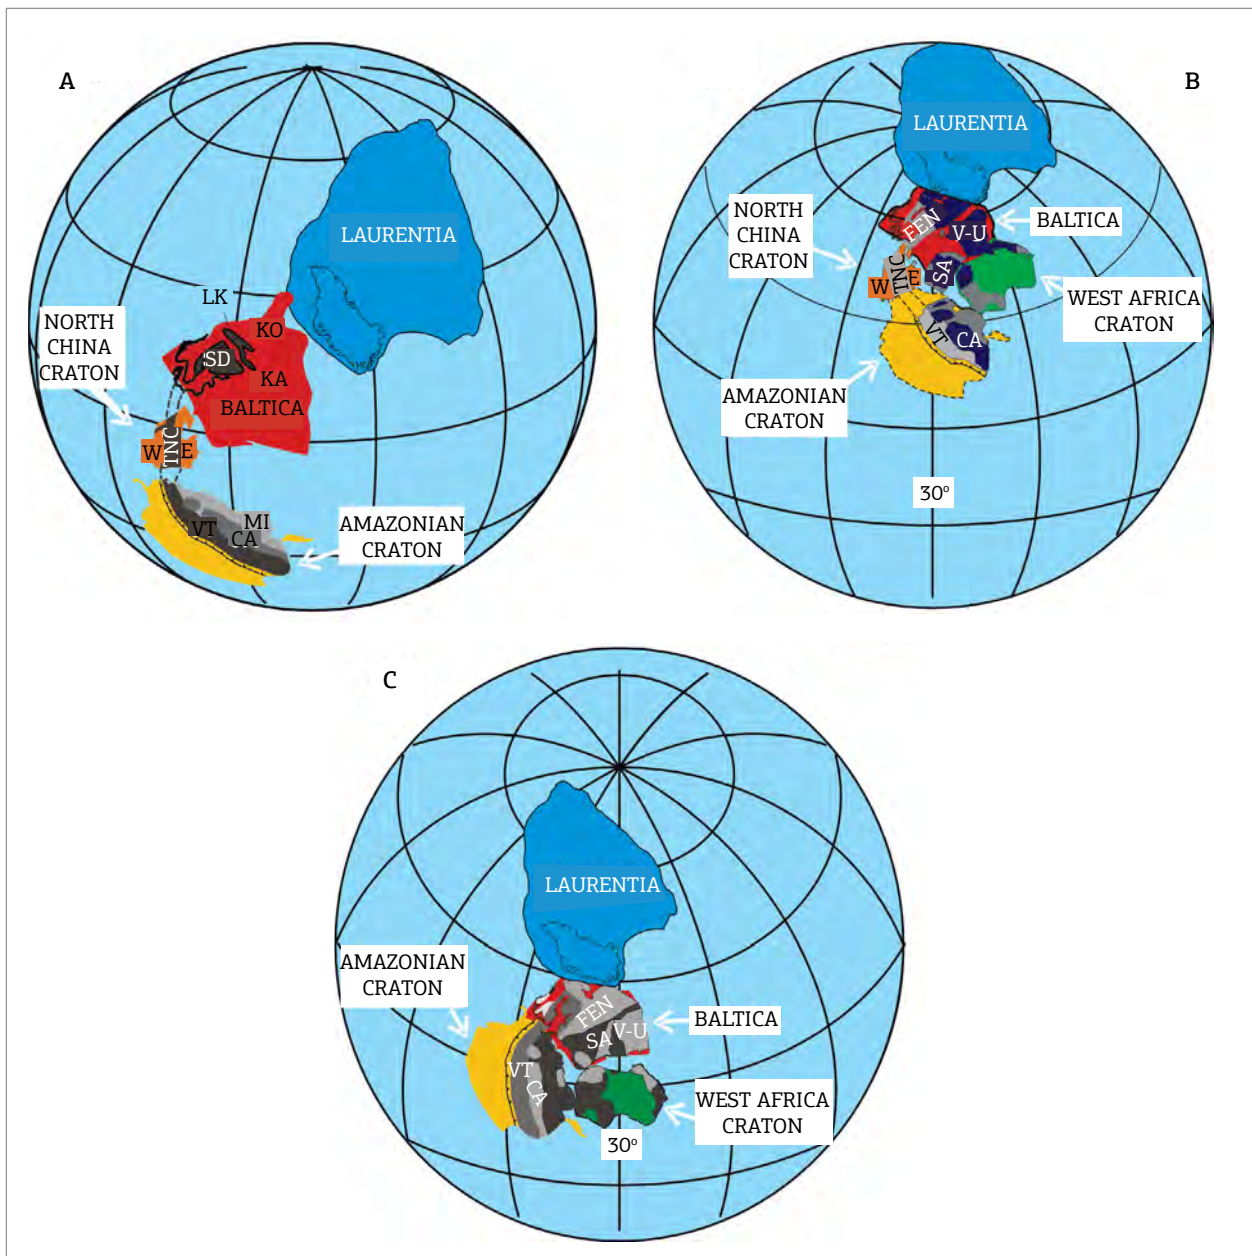 A
LAURENTIA
LK
KO
NORTH
CHINA
CRATON
SD
KA
BALTICA
W
TNC
E
AMAZONIAN
CRATON
MI
VT
CA
B
LAURENTIA
NORTH
CHINA
CRATON
BALTICA
FEN
V-U
W
TNC
E
SA
WEST AFRICA
CRATON
VT
CA
AMAZONIAN
CRATON
30º
C
LAURENTIA
AMAZONIAN
CRATON
FEN
BALTICA
SA
V-U
VT
CA
WEST AFRICA
CRATON
30º